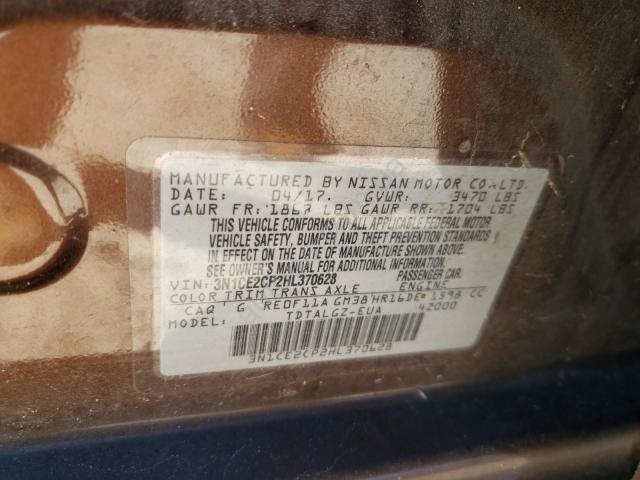 MANUFACTURED BY NISSAN MOTOR CO.,LTD.
DATE: 04/17. GVWR: 3470 LBS
GAWR FR: 1867 LBS GAWR RR: 1704 LBS
THIS VEHICLE CONFORMS TO ALL APPLICABLE FEDERAL MOTOR
VEHICLE SAFETY, BUMPER AND THEFT PREVENTION STANDARDS
IN EFFECT ON THE DATE OF MANUFACTURE SHOWN ABOVE.
SEE OWNER'S MANUAL FOR ADDITIONAL INFORMATION.
VIN: 3N1CE2CP2HL370628 PASSENGER CAR
COLOR TRIM TRANS AXLE ENGINE
CAQ G RE0F11A GM38 HR16DE 1598 CC
TDTALGZ-EUA 42000
3N1CE2CP2HL370628